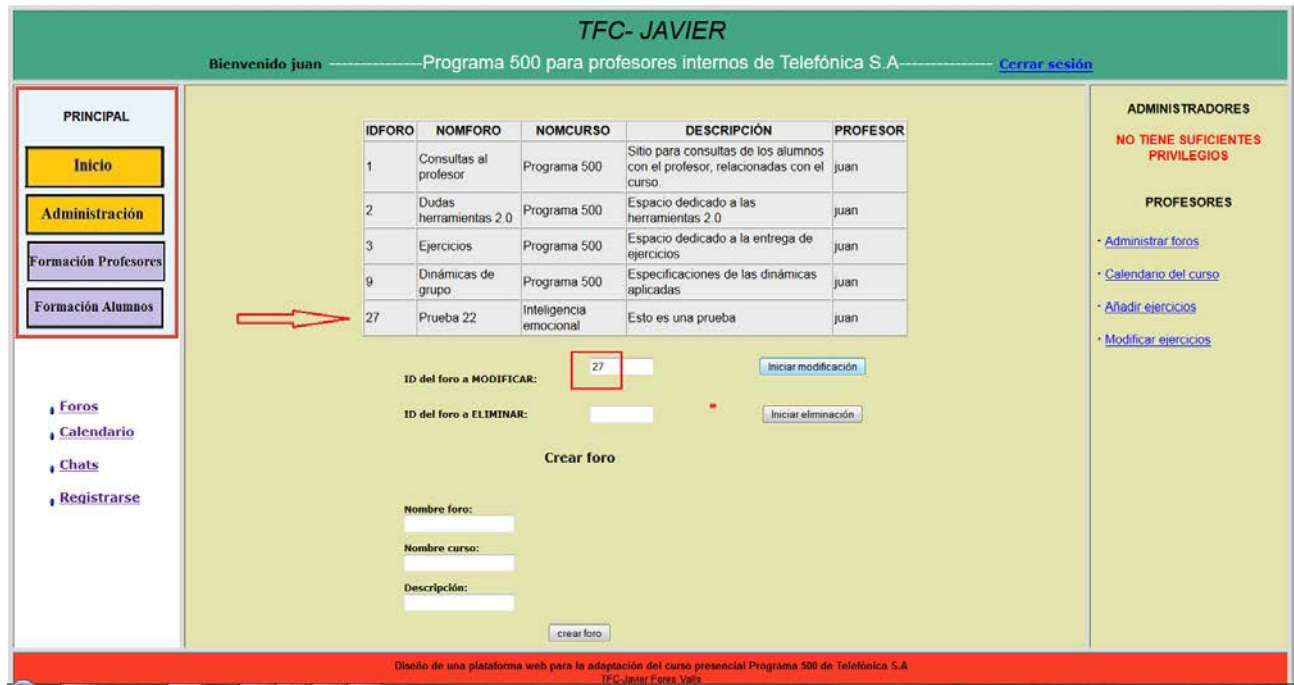 TFC- JAVIER
Bienvenido juan ---------------Programa 500 para profesores internos de Telefónica S.A--------------- Cerrar sesión
PRINCIPAL
Inicio
Administración
Formación Profesores
Formación Alumnos
Foros
Calendario
Chats
Registrarse
IDFORO NOMFORO NOMCURSO DESCRIPCIÓN PROFESOR
1 Consultas al profesor Programa 500 Sitio para consultas de los alumnos con el profesor, relacionadas con el curso. juan
2 Dudas herramientas 2.0 Programa 500 Espacio dedicado a las herramientas 2.0 juan
3 Ejercicios Programa 500 Espacio dedicado a la entrega de ejercicios juan
9 Dinámicas de grupo Programa 500 Especificaciones de las dinámicas aplicadas juan
27 Prueba 22 Inteligencia emocional Esto es una prueba juan
ID del foro a MODIFICAR: 27 Iniciar modificación
ID del foro a ELIMINAR: Iniciar eliminación
Crear foro
Nombre foro:
Nombre curso:
Descripción:
crear foro
ADMINISTRADORES
NO TIENE SUFICIENTES
PRIVILEGIOS
PROFESORES
· Administrar foros
· Calendario del curso
· Añadir ejercicios
· Modificar ejercicios
Diseño de una plataforma web para la adaptación del curso presencial Programa 500 de Telefónica S.A
TFC-Javier Fores Valls